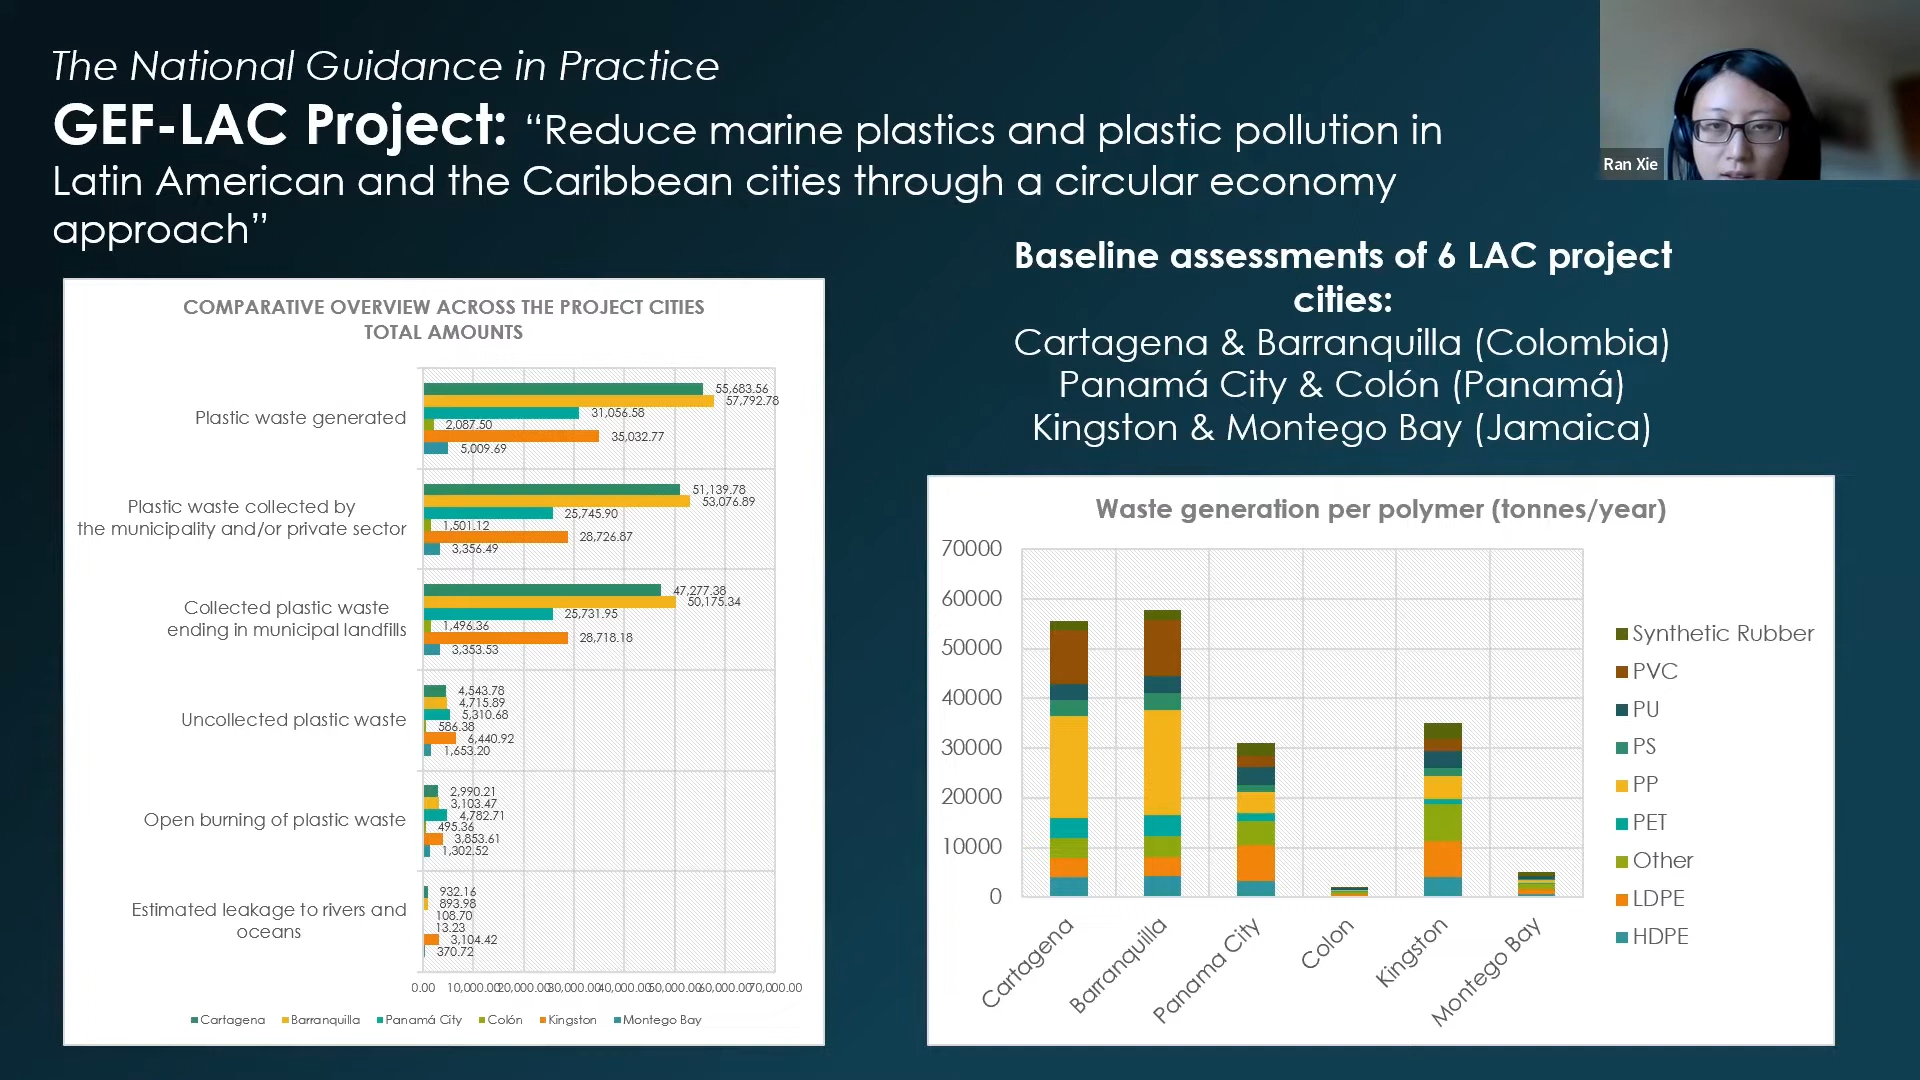 The National Guidance in Practice
GEF-LAC Project: “Reduce marine plastics and plastic pollution in
Latin American and the Caribbean cities through a circular economy
approach”
Ran Xie
Baseline assessments of 6 LAC project
cities:
Cartagena & Barranquilla (Colombia)
Panamá City & Colón (Panamá)
Kingston & Montego Bay (Jamaica)
COMPARATIVE OVERVIEW ACROSS THE PROJECT CITIES
TOTAL AMOUNTS
Plastic waste generated
55,683.56
57,792.78
31,056.58
2,087.50
35,032.77
5,009.69
Plastic waste collected by
the municipality and/or private sector
51,139.78
53,076.89
25,745.90
1,501.12
28,726.87
3,356.49
Collected plastic waste
ending in municipal landfills
47,277.38
50,175.34
25,731.95
1,496.36
28,718.18
3,353.53
Uncollected plastic waste
4,543.78
4,715.89
5,310.68
586.38
6,440.92
1,653.20
Open burning of plastic waste
2,990.21
3,103.47
4,782.71
495.36
3,853.61
1,302.52
Estimated leakage to rivers and
oceans
932.16
893.98
108.70
13.23
3,104.42
370.72
0.00 10,000.00 20,000.00 30,000.00 40,000.00 50,000.00 60,000.00 70,000.00
Cartagena Barranquilla Panamá City Colón Kingston Montego Bay
Waste generation per polymer (tonnes/year)
70000
60000
50000
40000
30000
20000
10000
0
Cartagena
Barranquilla
Panama City
Colon
Kingston
Montego Bay
Synthetic Rubber
PVC
PU
PS
PP
PET
Other
LDPE
HDPE